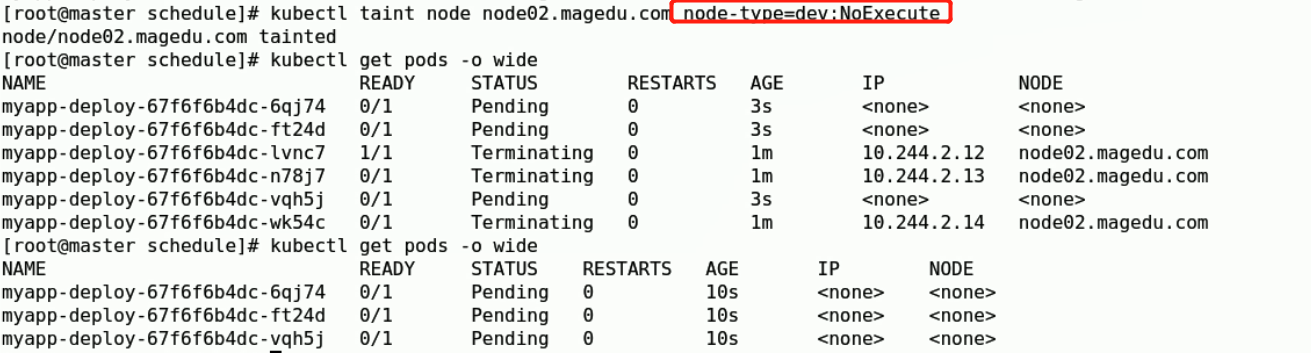 [root@master schedule]# kubectl taint node node02.magedu.com node-type=dev:NoExecute
node/node02.magedu.com tainted
[root@master schedule]# kubectl get pods -o wide
NAME                            READY     STATUS        RESTARTS   AGE       IP            NODE
myapp-deploy-67f6f6b4dc-6qj74   0/1       Pending       0          3s        <none>        <none>
myapp-deploy-67f6f6b4dc-ft24d   0/1       Pending       0          3s        <none>        <none>
myapp-deploy-67f6f6b4dc-lvnc7   1/1       Terminating   0          1m        10.244.2.12   node02.magedu.com
myapp-deploy-67f6f6b4dc-n78j7   0/1       Terminating   0          1m        10.244.2.13   node02.magedu.com
myapp-deploy-67f6f6b4dc-vqh5j   0/1       Pending       0          3s        <none>        <none>
myapp-deploy-67f6f6b4dc-wk54c   0/1       Terminating   0          1m        10.244.2.14   node02.magedu.com
[root@master schedule]# kubectl get pods -o wide
NAME                            READY     STATUS    RESTARTS   AGE       IP        NODE
myapp-deploy-67f6f6b4dc-6qj74   0/1       Pending   0          10s       <none>    <none>
myapp-deploy-67f6f6b4dc-ft24d   0/1       Pending   0          10s       <none>    <none>
myapp-deploy-67f6f6b4dc-vqh5j   0/1       Pending   0          10s       <none>    <none>